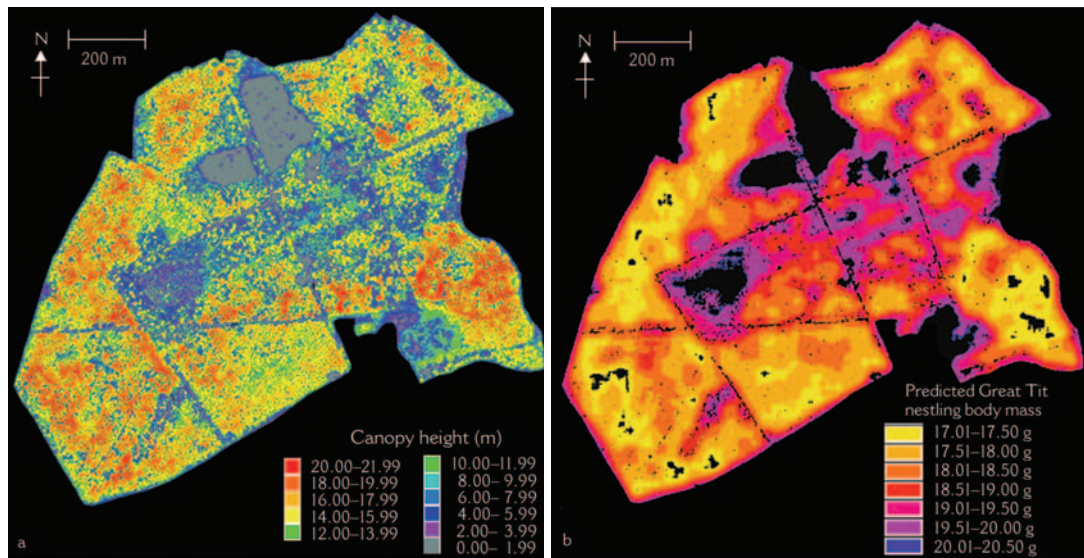 N
200 m
Canopy height (m)
20.00–21.99
18.00–19.99
16.00–17.99
14.00–15.99
12.00–13.99
10.00–11.99
8.00–9.99
6.00–7.99
4.00–5.99
2.00–3.99
0.00–1.99
a
N
200 m
Predicted Great Tit
nestling body mass
17.01–17.50 g
17.51–18.00 g
18.01–18.50 g
18.51–19.00 g
19.01–19.50 g
19.51–20.00 g
20.01–20.50 g
b